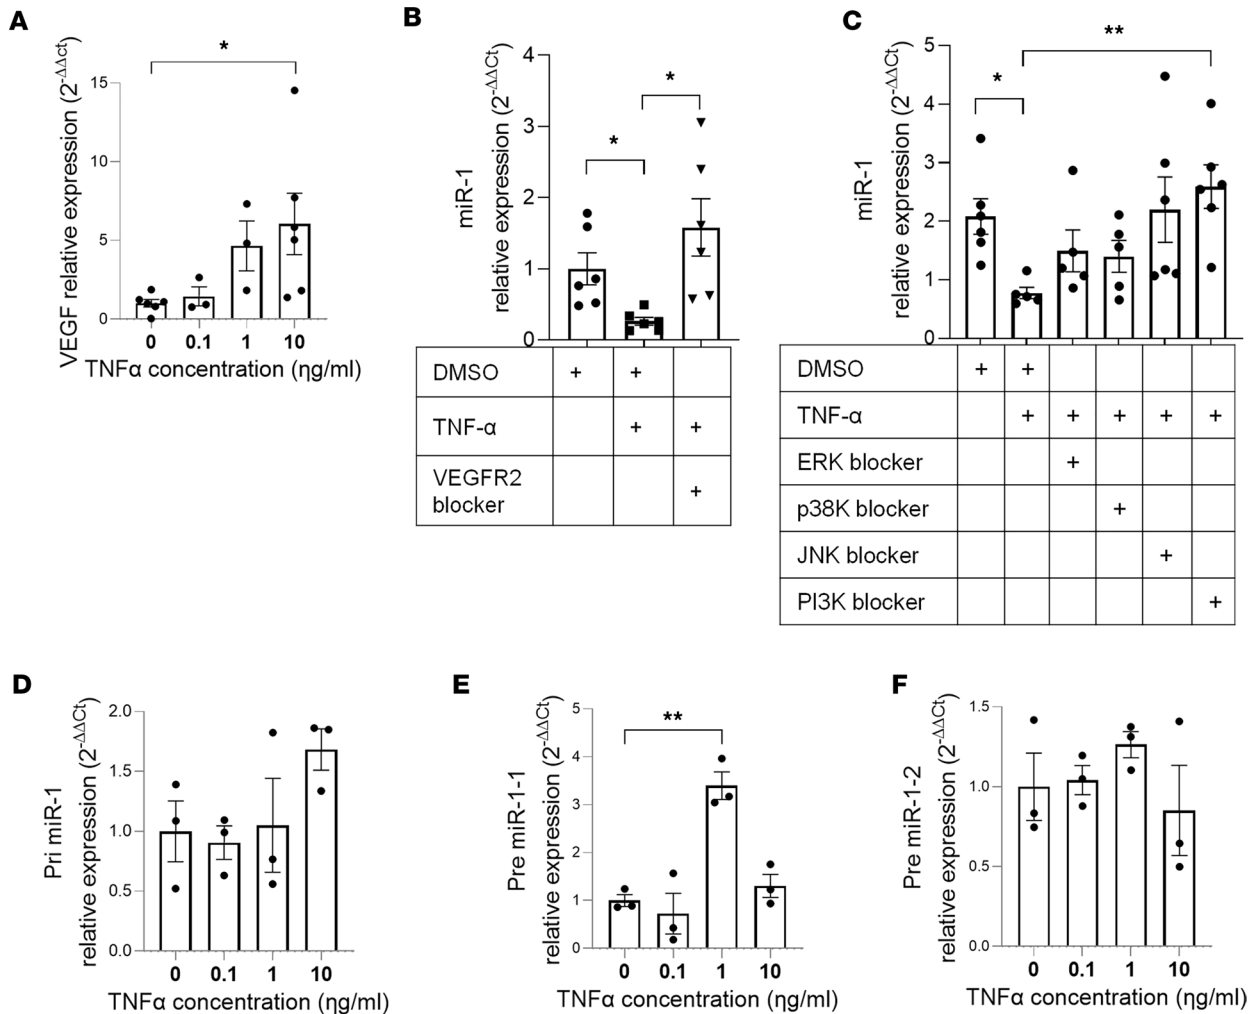 A
VEGF relative expression (2-ΔΔct)
*
15
10
5
0
0 0.1 1 10
TNFα concentration (ηg/ml)
B
miR-1
relative expression (2-ΔΔCt)
*
*
4
3
2
1
0
DMSO + +
TNF-α + +
VEGFR2
blocker +
C
miR-1
relative expression (2-ΔΔCt)
**
*
5
4
3
2
1
0
DMSO + +
TNF-α + + + + +
ERK blocker +
p38K blocker +
JNK blocker +
PI3K blocker +
D
Pri miR-1
relative expression (2-ΔΔCt)
2.0
1.5
1.0
0.5
0.0
0 0.1 1 10
TNFα concentration (ηg/ml)
E
Pre miR-1-1
relative expression (2-ΔΔCt)
**
5
4
3
2
1
0
0 0.1 1 10
TNFα concentration (ηg/ml)
F
Pre miR-1-2
relative expression (2-ΔΔCt)
1.5
1.0
0.5
0.0
0 0.1 1 10
TNFα concentration (ηg/ml)